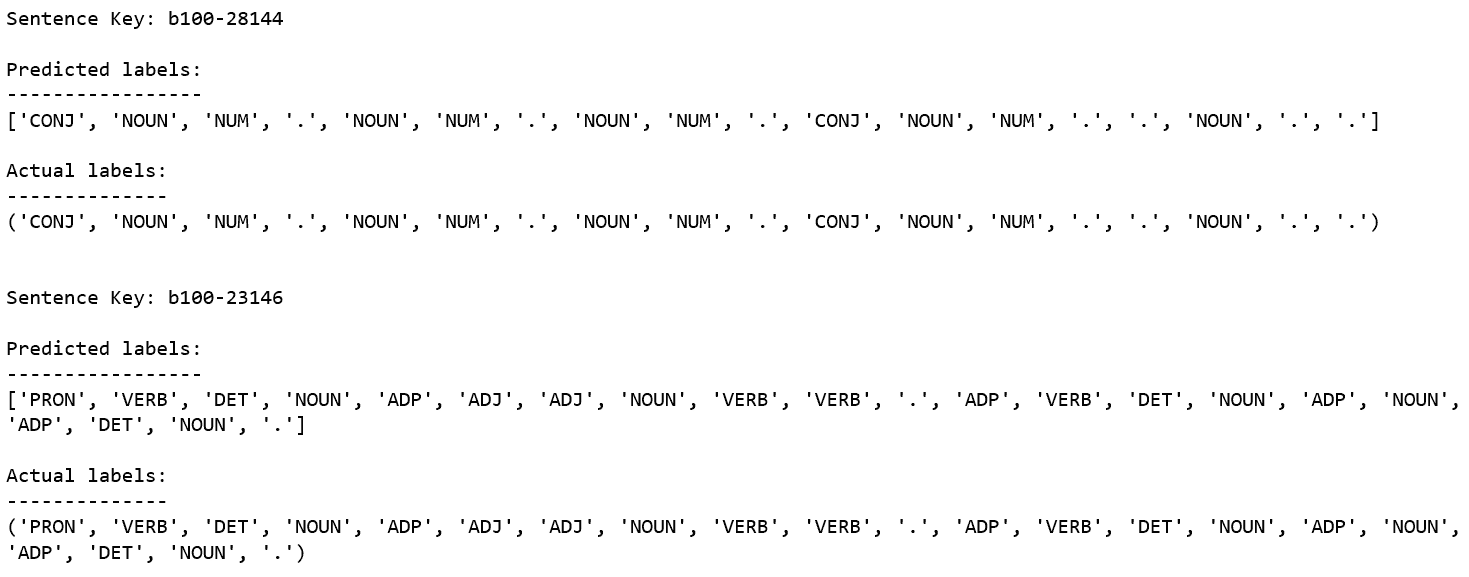 Sentence Key: b100-28144
Predicted labels:
-----------------
['CONJ', 'NOUN', 'NUM', '.', 'NOUN', 'NUM', '.', 'NOUN', 'NUM', '.', 'CONJ', 'NOUN', 'NUM', '.', '.', 'NOUN', '.', '.']
Actual labels:
--------------
('CONJ', 'NOUN', 'NUM', '.', 'NOUN', 'NUM', '.', 'NOUN', 'NUM', '.', 'CONJ', 'NOUN', 'NUM', '.', '.', 'NOUN', '.', '.')
Sentence Key: b100-23146
Predicted labels:
-----------------
['PRON', 'VERB', 'DET', 'NOUN', 'ADP', 'ADJ', 'ADJ', 'NOUN', 'VERB', 'VERB', '.', 'ADP', 'VERB', 'DET', 'NOUN', 'ADP', 'NOUN',
'ADP', 'DET', 'NOUN', '.']
Actual labels:
--------------
('PRON', 'VERB', 'DET', 'NOUN', 'ADP', 'ADJ', 'ADJ', 'NOUN', 'VERB', 'VERB', '.', 'ADP', 'VERB', 'DET', 'NOUN', 'ADP', 'NOUN',
'ADP', 'DET', 'NOUN', '.')